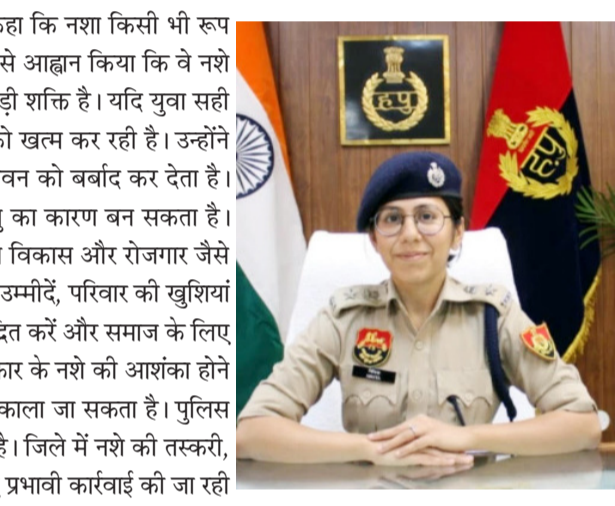 कहा कि नशा किसी भी रूप
से आह्वान किया कि वे नशे
ड़ी शक्ति है। यदि युवा सही
को खत्म कर रही है। उन्होंने
वन को बर्बाद कर देता है।
का कारण बन सकता है।
विकास और रोजगार जैसे
उम्मीदें, परिवार की खुशियां
द्रित करें और समाज के लिए
कार के नशे की आशंका होने
काला जा सकता है। पुलिस
है। जिले में नशे की तस्करी,
प्रभावी कार्रवाई की जा रही
ह.पु
ह.पु